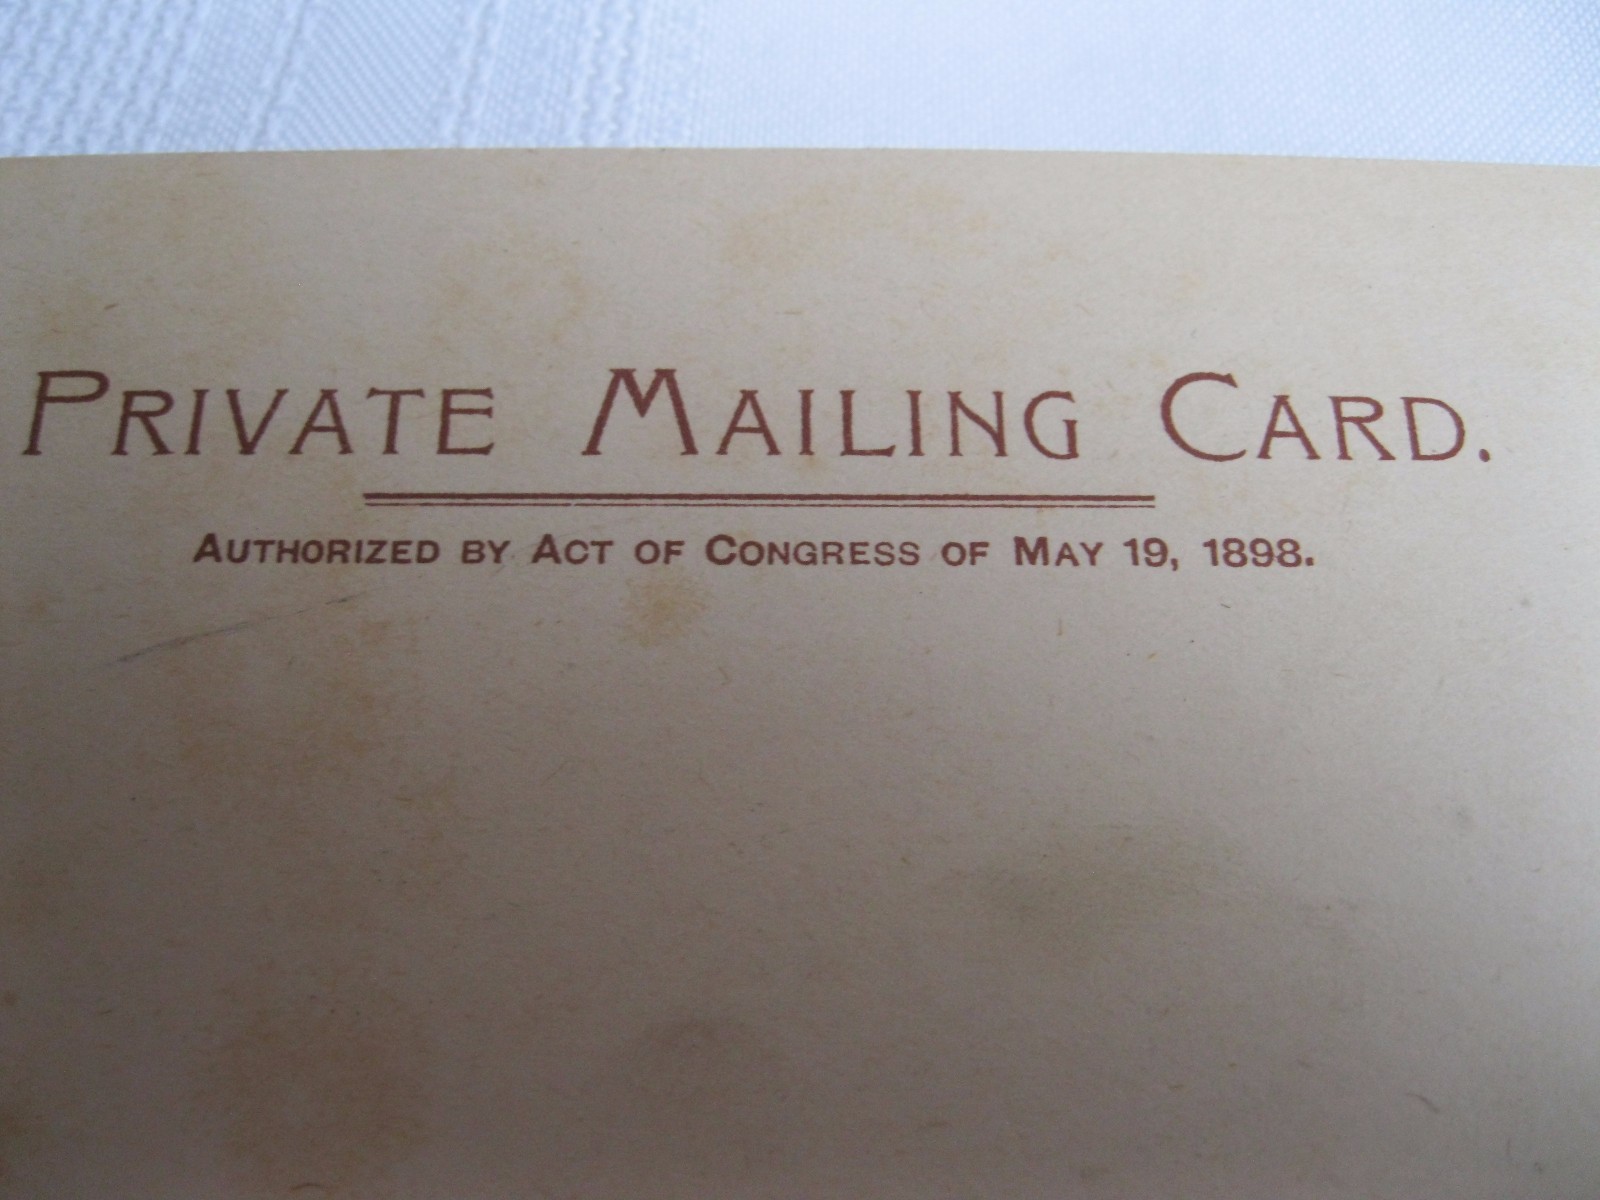 PRIVATE MAILING CARD.
AUTHORIZED BY ACT OF CONGRESS OF MAY 19, 1898.